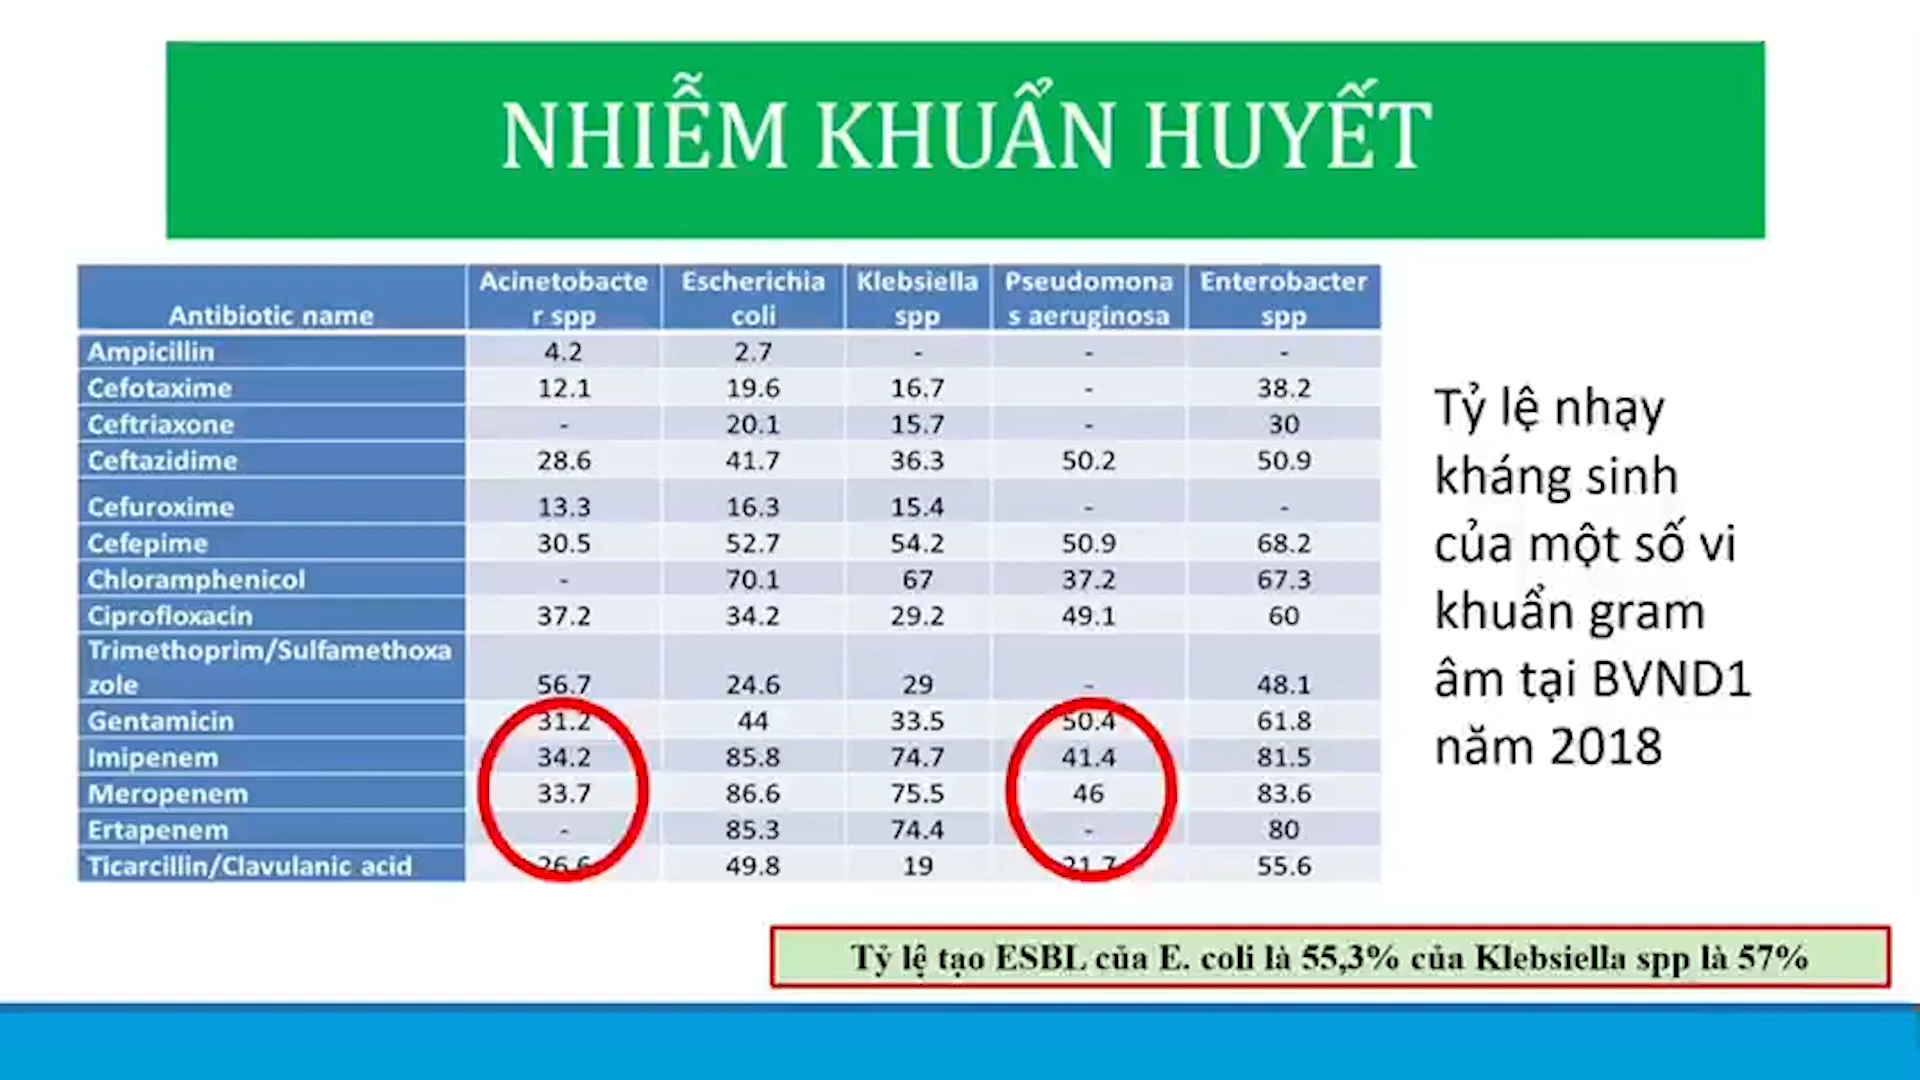 NHIỄM KHUẨN HUYẾT
Antibiotic name Acinetobacte r spp Escherichia coli Klebsiella spp Pseudomona s aeruginosa Enterobacter spp
Ampicillin 4.2 2.7 - - -
Cefotaxime 12.1 19.6 16.7 - 38.2
Ceftriaxone - 20.1 15.7 - 30
Ceftazidime 28.6 41.7 36.3 50.2 50.9
Cefuroxime 13.3 16.3 15.4 - -
Cefepime 30.5 52.7 54.2 50.9 68.2
Chloramphenicol - 70.1 67 37.2 67.3
Ciprofloxacin 37.2 34.2 29.2 49.1 60
Trimethoprim/Sulfamethoxa
zole 56.7 24.6 29 - 48.1
Gentamicin 31.2 44 33.5 50.4 61.8
Imipenem 34.2 85.8 74.7 41.4 81.5
Meropenem 33.7 86.6 75.5 46 83.6
Ertapenem - 85.3 74.4 - 80
Ticarcillin/Clavulanic acid 26.6 49.8 19 21.7 55.6
Tỷ lệ nhạy
kháng sinh
của một số vi
khuẩn gram
âm tại BVND1
năm 2018
Tỷ lệ tạo ESBL của E. coli là 55,3% của Klebsiella spp là 57%